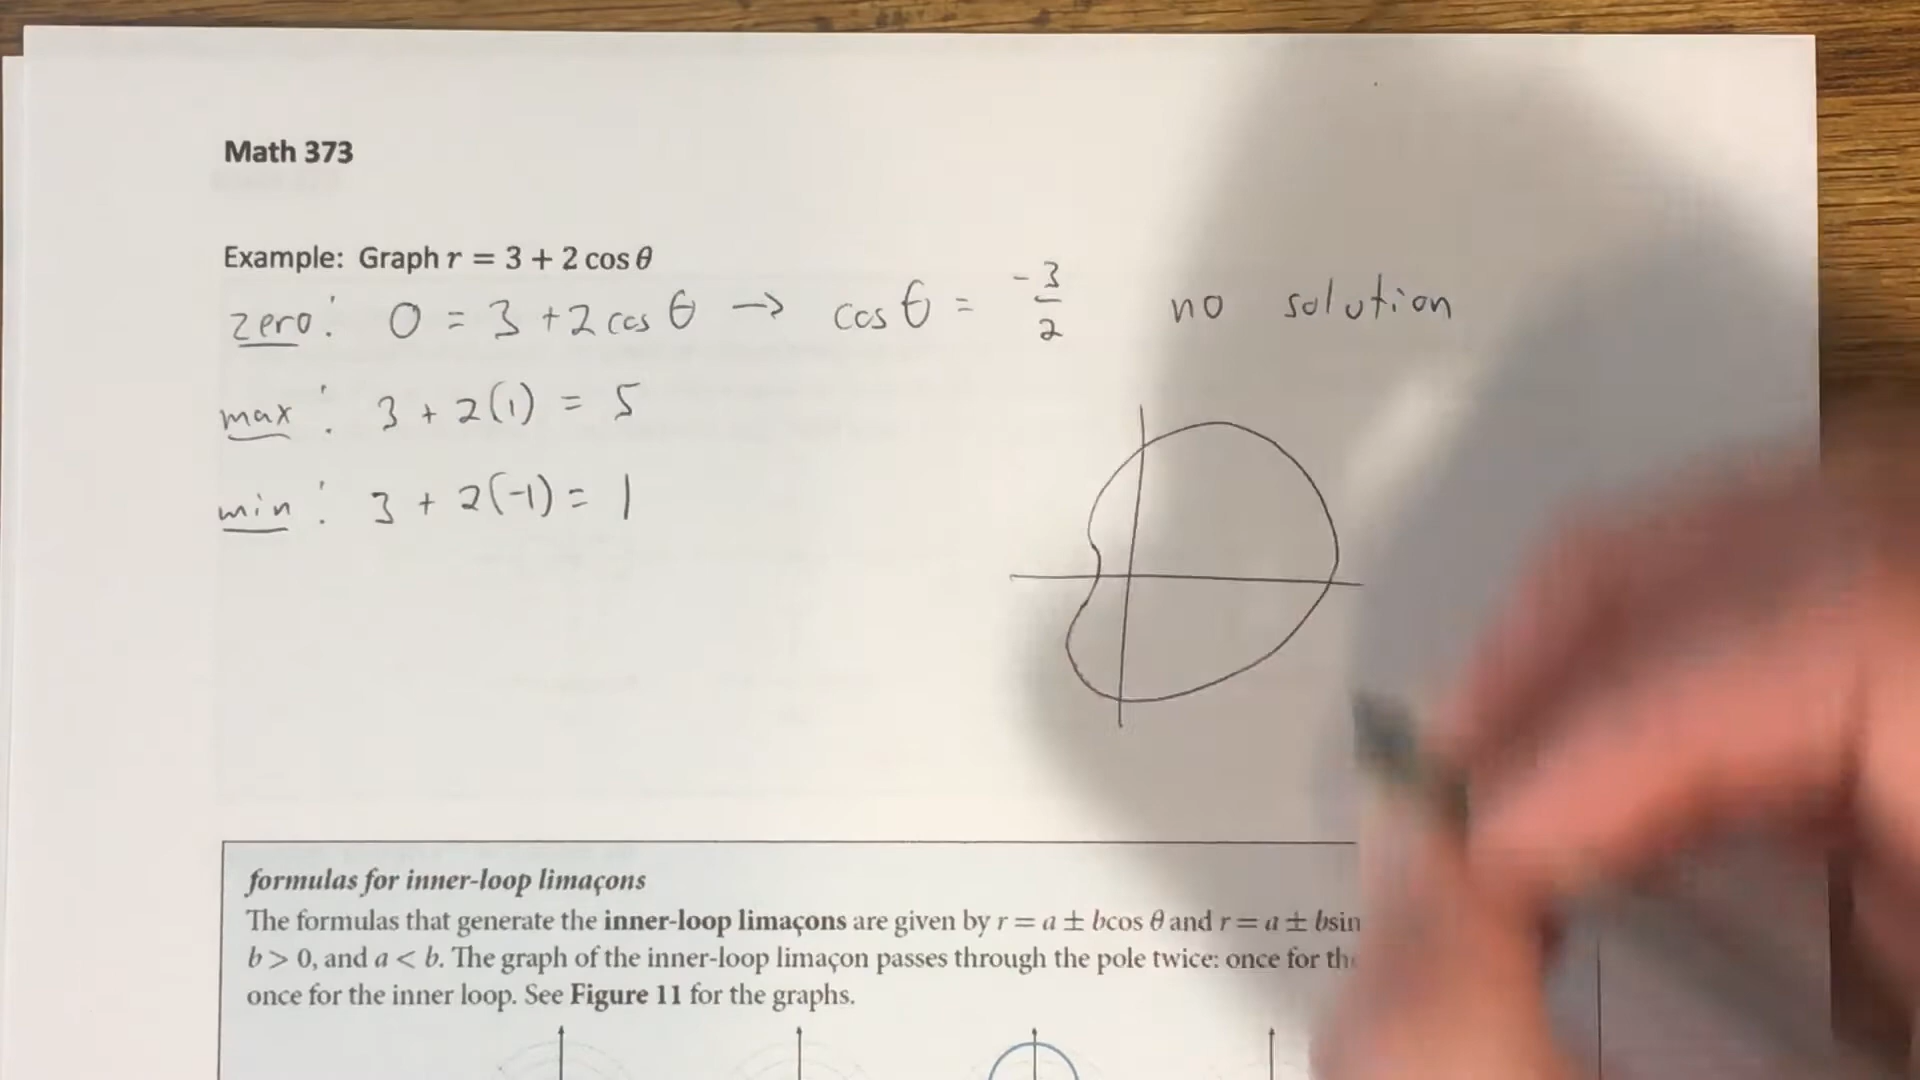 Math 373
Example: Graph r = 3 + 2 cos θ
zero: 0 = 3 + 2 cos θ → cos θ = -3/2 no solution
max: 3 + 2(1) = 5
min: 3 + 2(-1) = 1
formulas for inner-loop limaçons
The formulas that generate the inner-loop limaçons are given by r = a ± bcos θ and r = a ± bsin
b > 0, and a < b. The graph of the inner-loop limaçon passes through the pole twice: once for
once for the inner loop. See Figure 11 for the graphs.